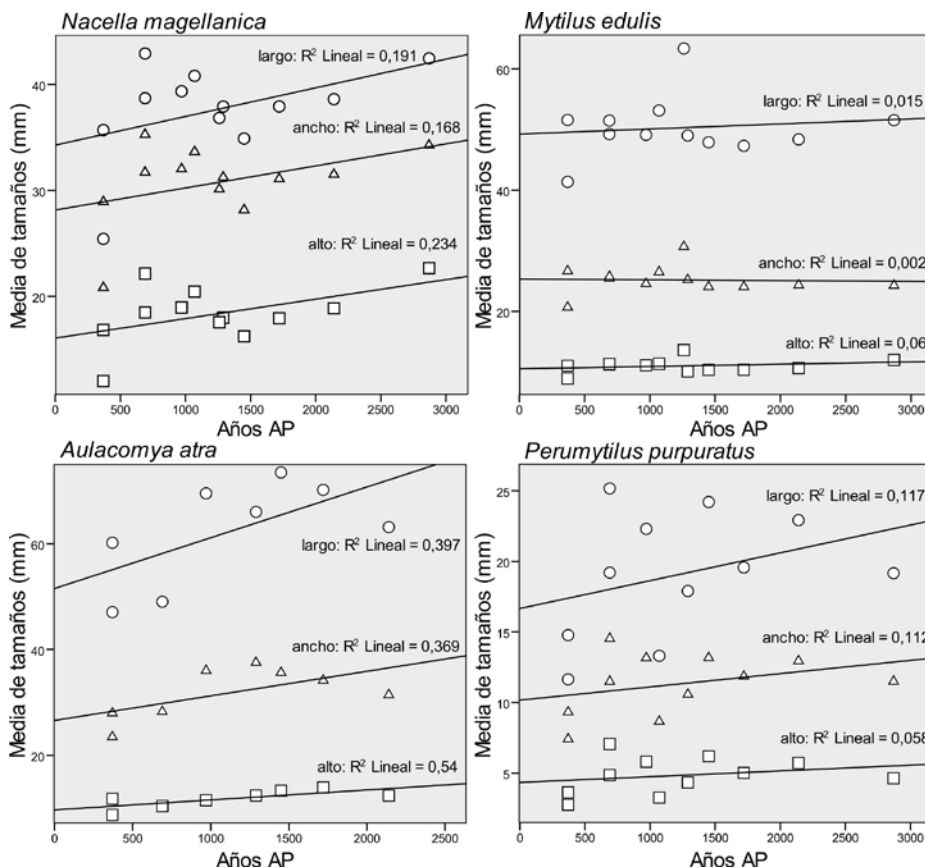 Nacella magellanica
Media de tamaños (mm)
40
30
20
largo: R² Lineal = 0,191
ancho: R² Lineal = 0,168
alto: R² Lineal = 0,234
0 500 1000 1500 2000 2500 3000
Años AP
Mytilus edulis
Media de tamaños (mm)
60
40
20
largo: R² Lineal = 0,015
ancho: R² Lineal = 0,002
alto: R² Lineal = 0,06
0 500 1000 1500 2000 2500 3000
Años AP
Aulacomya atra
Media de tamaños (mm)
60
40
20
largo: R² Lineal = 0,397
ancho: R² Lineal = 0,369
alto: R² Lineal = 0,54
0 500 1000 1500 2000 2500
Años AP
Perumytilus purpuratus
Media de tamaños (mm)
25
20
15
10
5
largo: R² Lineal = 0,117
ancho: R² Lineal = 0,112
alto: R² Lineal = 0,058
0 500 1000 1500 2000 2500 3000
Años AP